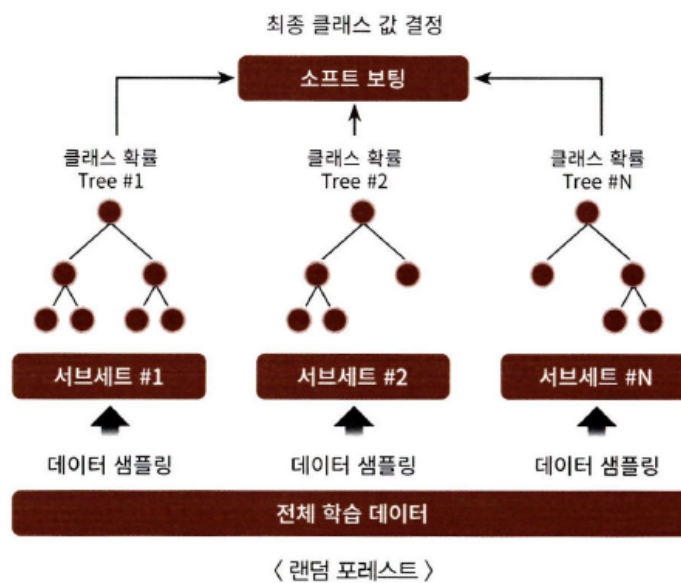 최종 클래스 값 결정
소프트 보팅
클래스 확률
Tree #1
클래스 확률
Tree #2
클래스 확률
Tree #N
서브세트 #1
서브세트 #2
서브세트 #N
데이터 샘플링
데이터 샘플링
데이터 샘플링
전체 학습 데이터
〈 랜덤 포레스트 〉